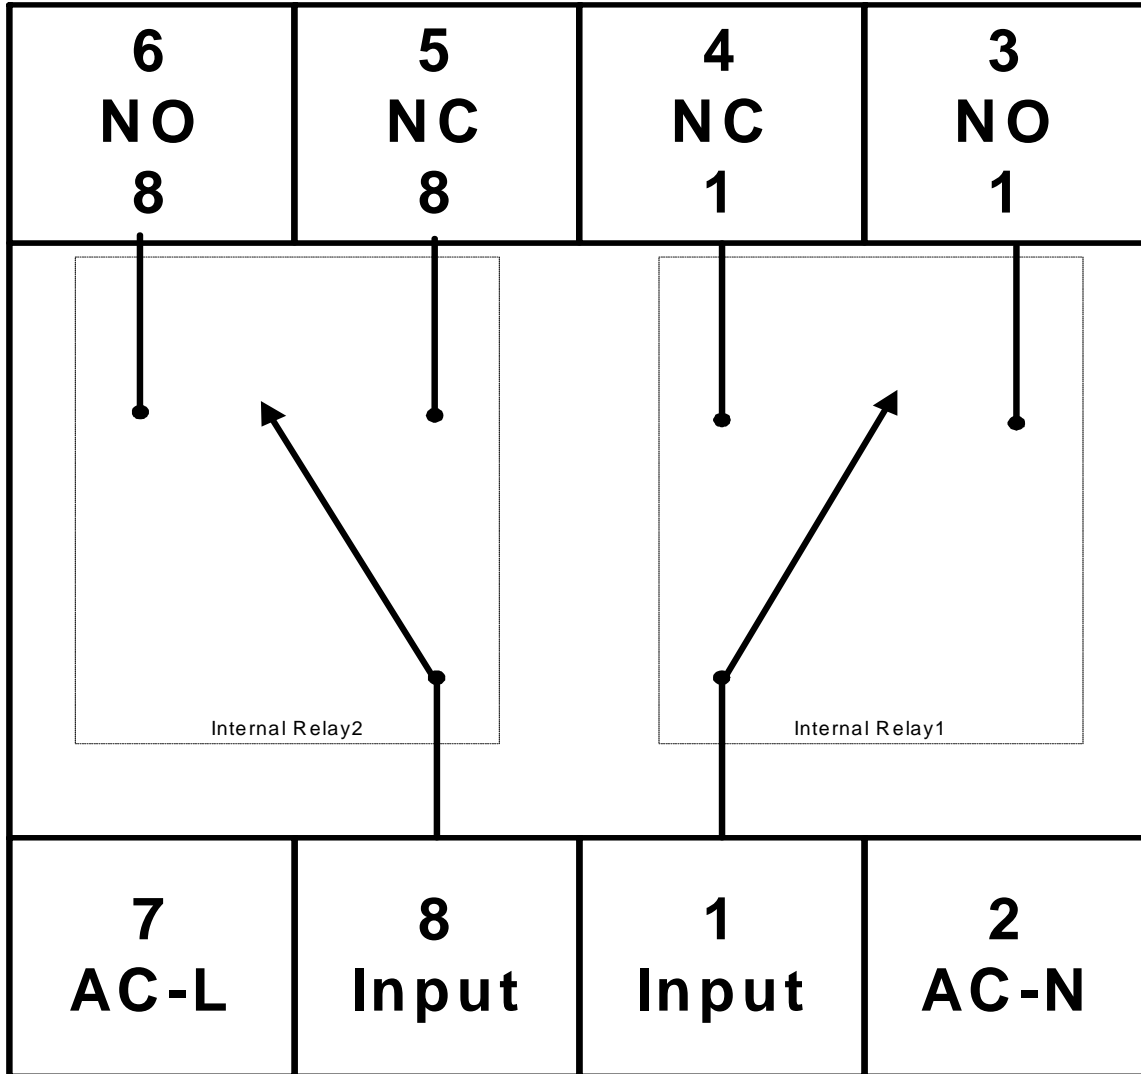 6
NO
8
5
NC
8
4
NC
1
3
NO
1
Internal Relay2
Internal Relay1
7
AC-L
8
Input
1
Input
2
AC-N